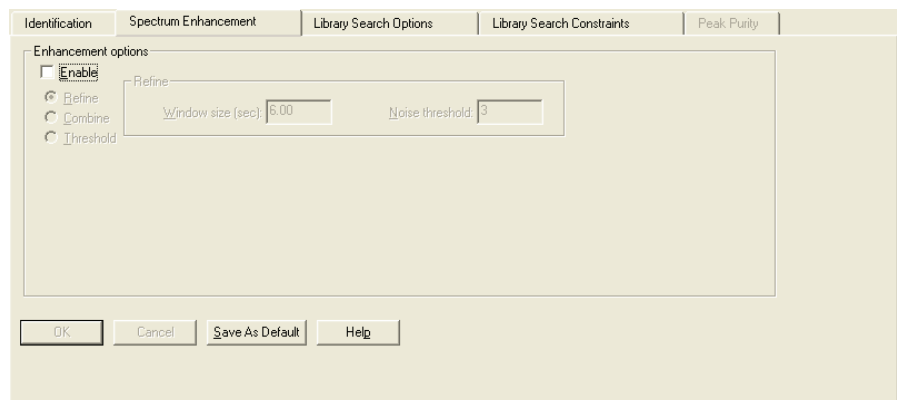 Identification Spectrum Enhancement Library Search Options Library Search Constraints Peak Purity
Enhancement options
Enable
Refine
Refine
Window size (sec): 6.00 Noise threshold: 3
Combine
Threshold
OK Cancel Save As Default Help